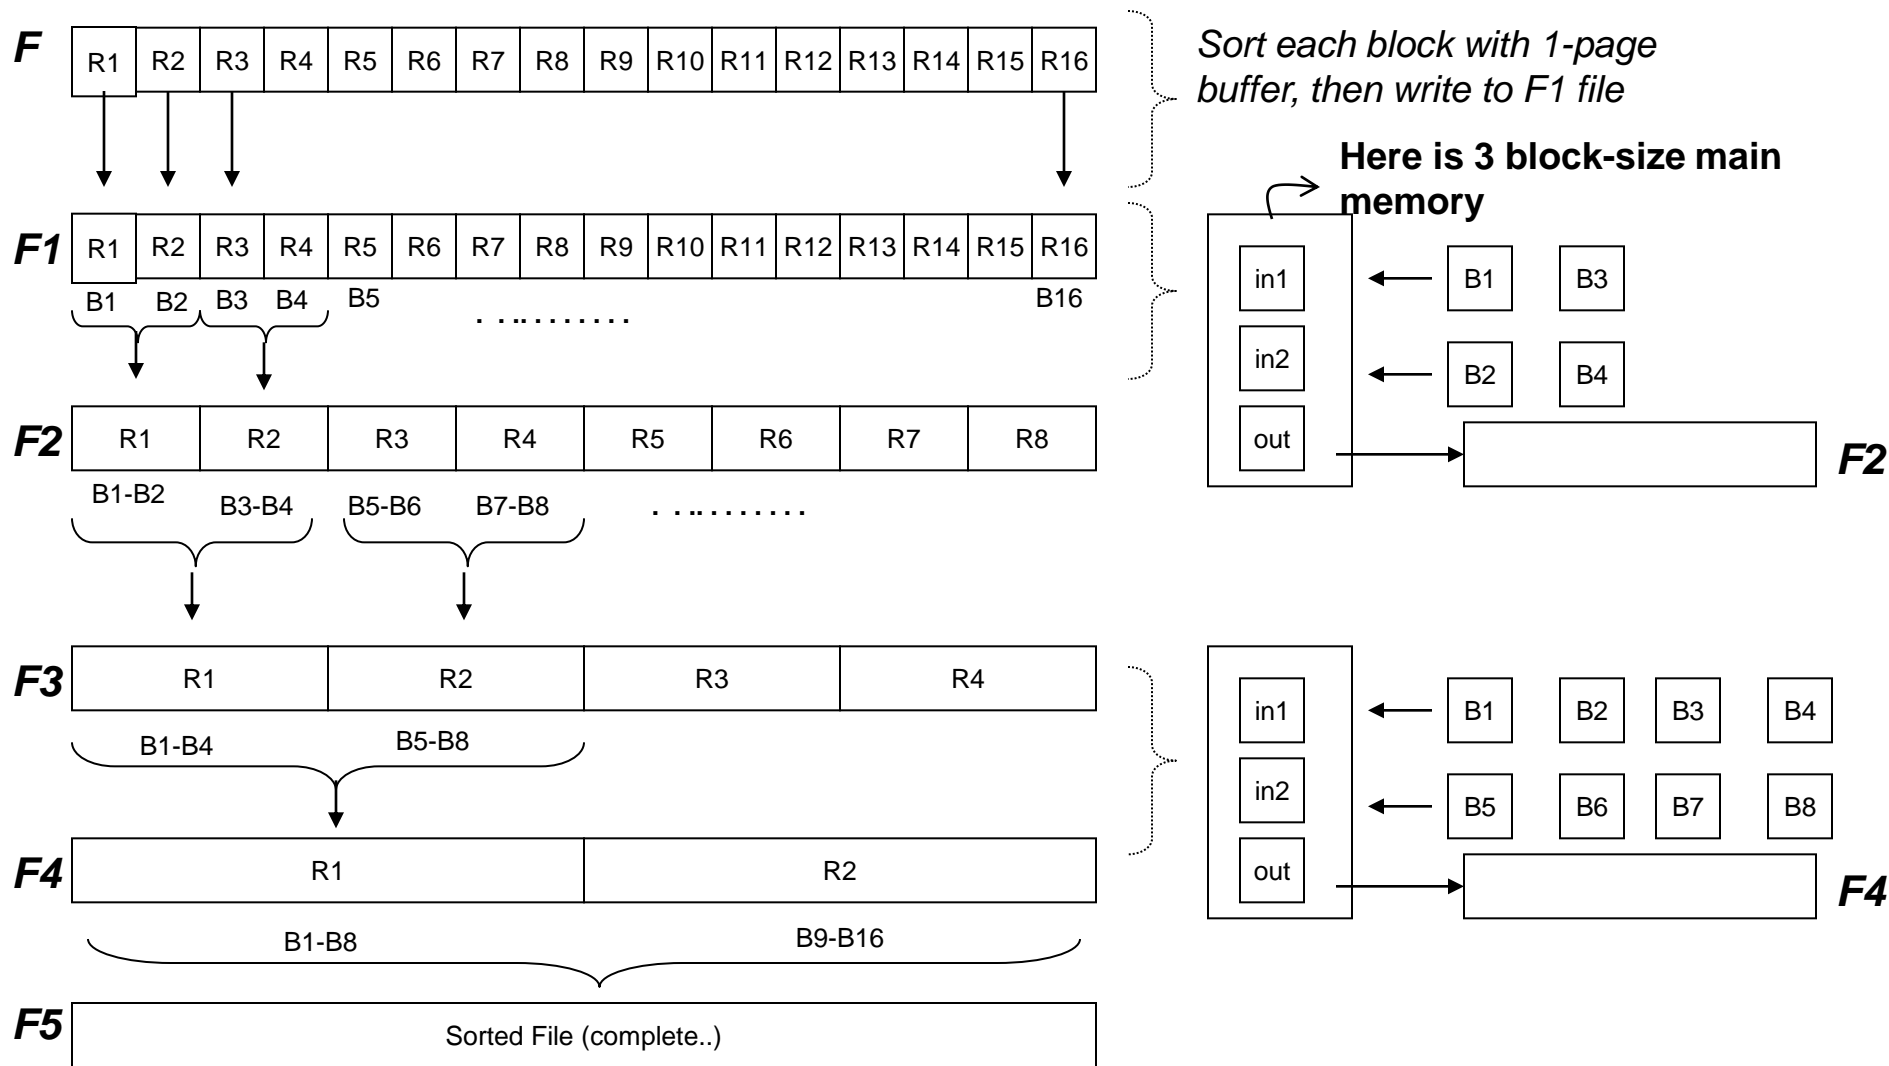 F
R1 R2 R3 R4 R5 R6 R7 R8 R9 R10 R11 R12 R13 R14 R15 R16
Sort each block with 1-page
buffer, then write to F1 file
Here is 3 block-size main
memory
F1
R1 R2 R3 R4 R5 R6 R7 R8 R9 R10 R11 R12 R13 R14 R15 R16
B1 B2 B3 B4 B5 . . . . . . . . . . B16
in1 B1 B3
in2 B2 B4
out F2
F2
R1 R2 R3 R4 R5 R6 R7 R8
B1-B2 B3-B4 B5-B6 B7-B8 . . . . . . . . . .
F3
R1 R2 R3 R4
B1-B4 B5-B8
in1 B1 B2 B3 B4
in2 B5 B6 B7 B8
out F4
F4
R1 R2
B1-B8 B9-B16
F5
Sorted File (complete..)